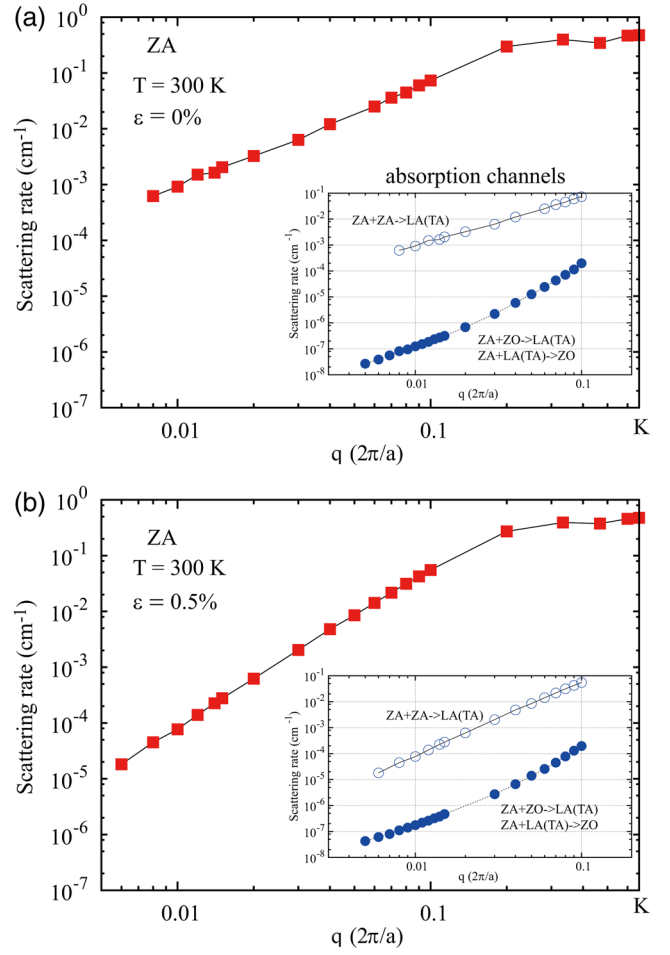 (a)
10⁰
10⁻¹
10⁻²
10⁻³
10⁻⁴
10⁻⁵
10⁻⁶
10⁻⁷
Scattering rate (cm⁻¹)
ZA
T = 300 K
ε = 0%
absorption channels
10⁻¹
10⁻²
10⁻³
10⁻⁴
10⁻⁵
10⁻⁶
10⁻⁷
10⁻⁸
Scattering rate (cm⁻¹)
ZA+ZA->LA(TA)
ZA+ZO->LA(TA)
ZA+LA(TA)->ZO
0.01 0.1
q (2π/a)
0.01 0.1 K
q (2π/a)
(b)
10⁰
10⁻¹
10⁻²
10⁻³
10⁻⁴
10⁻⁵
10⁻⁶
10⁻⁷
Scattering rate (cm⁻¹)
ZA
T = 300 K
ε = 0.5%
10⁻¹
10⁻²
10⁻³
10⁻⁴
10⁻⁵
10⁻⁶
10⁻⁷
10⁻⁸
Scattering rate (cm⁻¹)
ZA+ZA->LA(TA)
ZA+ZO->LA(TA)
ZA+LA(TA)->ZO
0.01 0.1
q (2π/a)
0.01 0.1 K
q (2π/a)